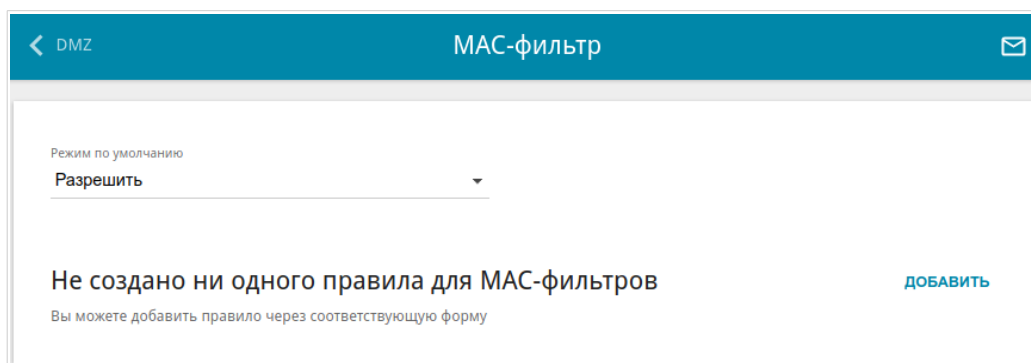 DMZ
MAC-фильтр
Режим по умолчанию
Разрешить
Не создано ни одного правила для MAC-фильтров
ДОБАВИТЬ
Вы можете добавить правило через соответствующую форму